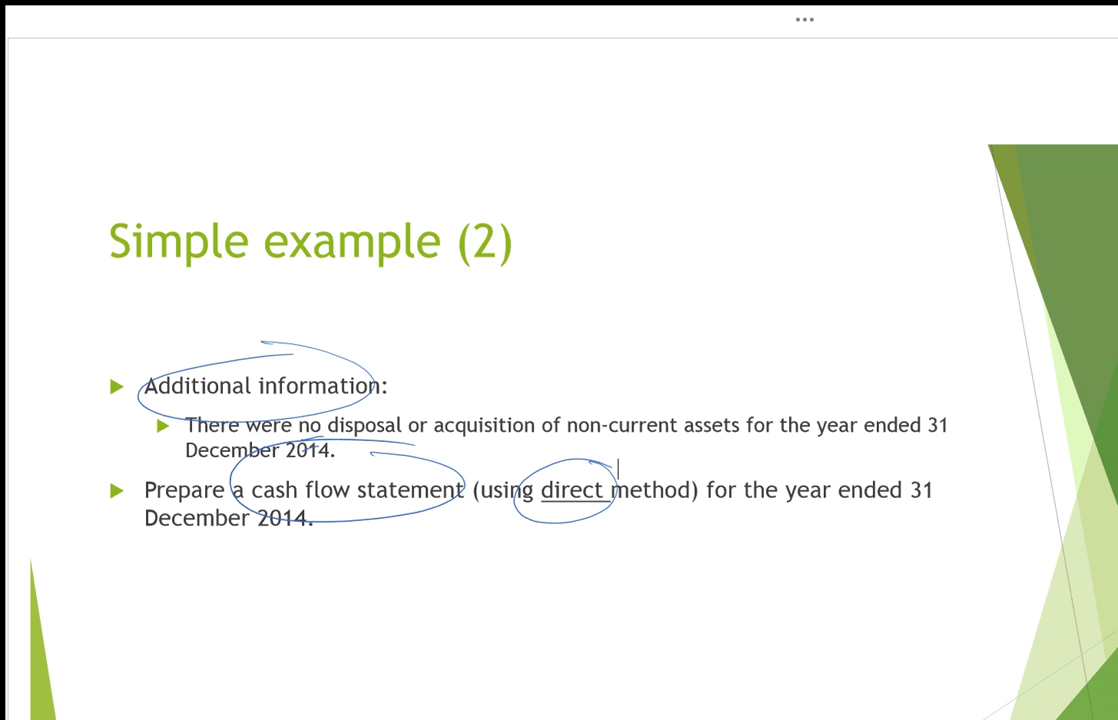 Simple example (2)
Additional information:
There were no disposal or acquisition of non-current assets for the year ended 31
December 2014.
Prepare a cash flow statement (using direct method) for the year ended 31
December 2014.